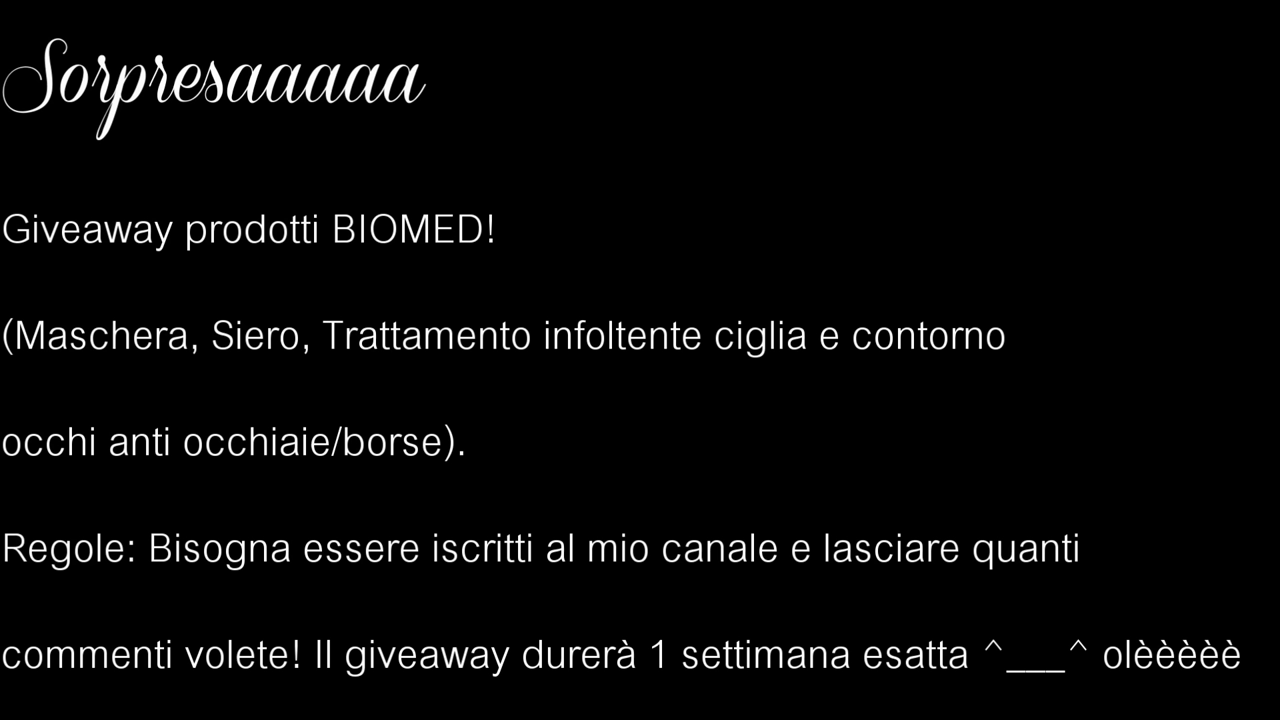 Sorpresaaaaa
Giveaway prodotti BIOMED!
(Maschera, Siero, Trattamento infoltente ciglia e contorno
occhi anti occhiaie/borse).
Regole: Bisogna essere iscritti al mio canale e lasciare quanti
commenti volete! Il giveaway durerà 1 settimana esatta ^___^ olèèèèè